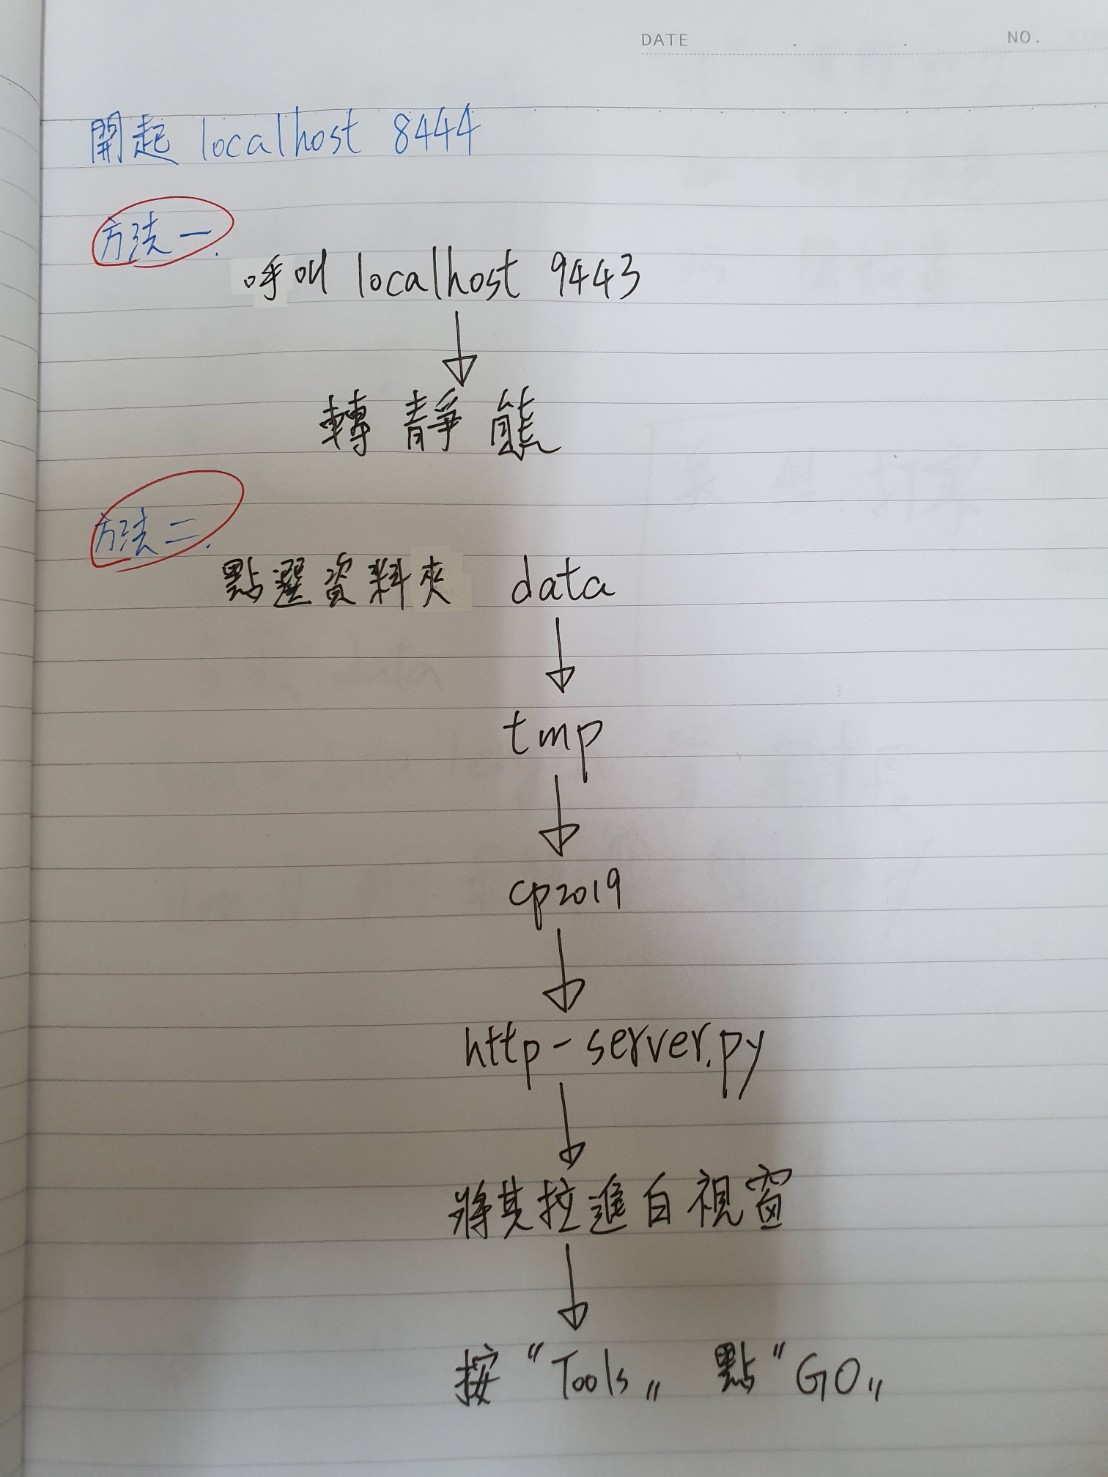 DATE . . NO.
開起 localhost 8444
方法一.
呼叫 localhost 9443
轉靜態
方法二.
點選資料夾 data
tmp
cp2019
http-server.py
將其拉進白視窗
按 "Tools" 點 "GO"